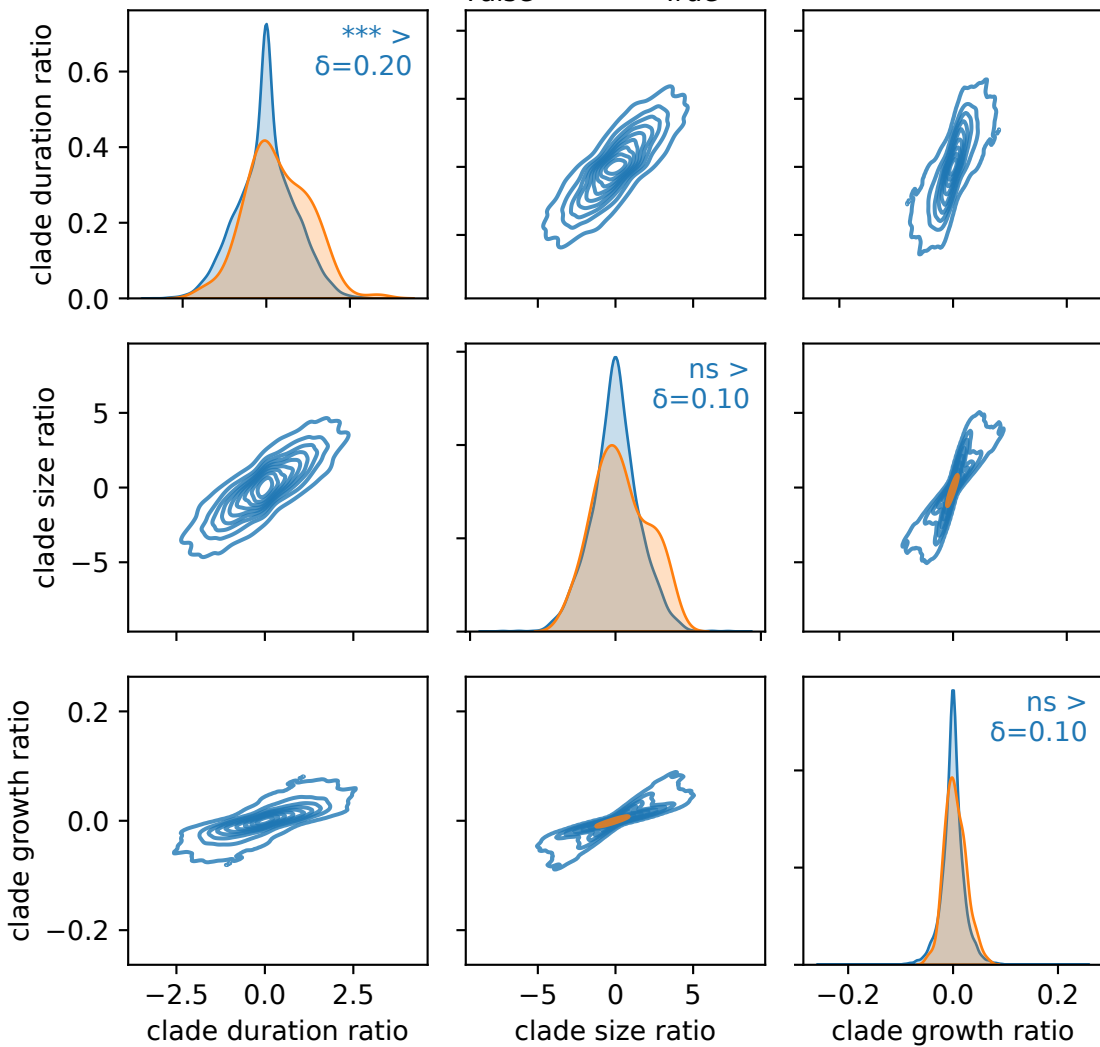 *** >
δ=0.20
clade duration ratio
0.6
0.4
0.2
0.0
ns >
δ=0.10
clade size ratio
5
0
−5
ns >
δ=0.10
clade growth ratio
0.2
0.0
−0.2
−2.5 0.0 2.5 −5 0 5 −0.2 0.0 0.2
clade duration ratio clade size ratio clade growth ratio